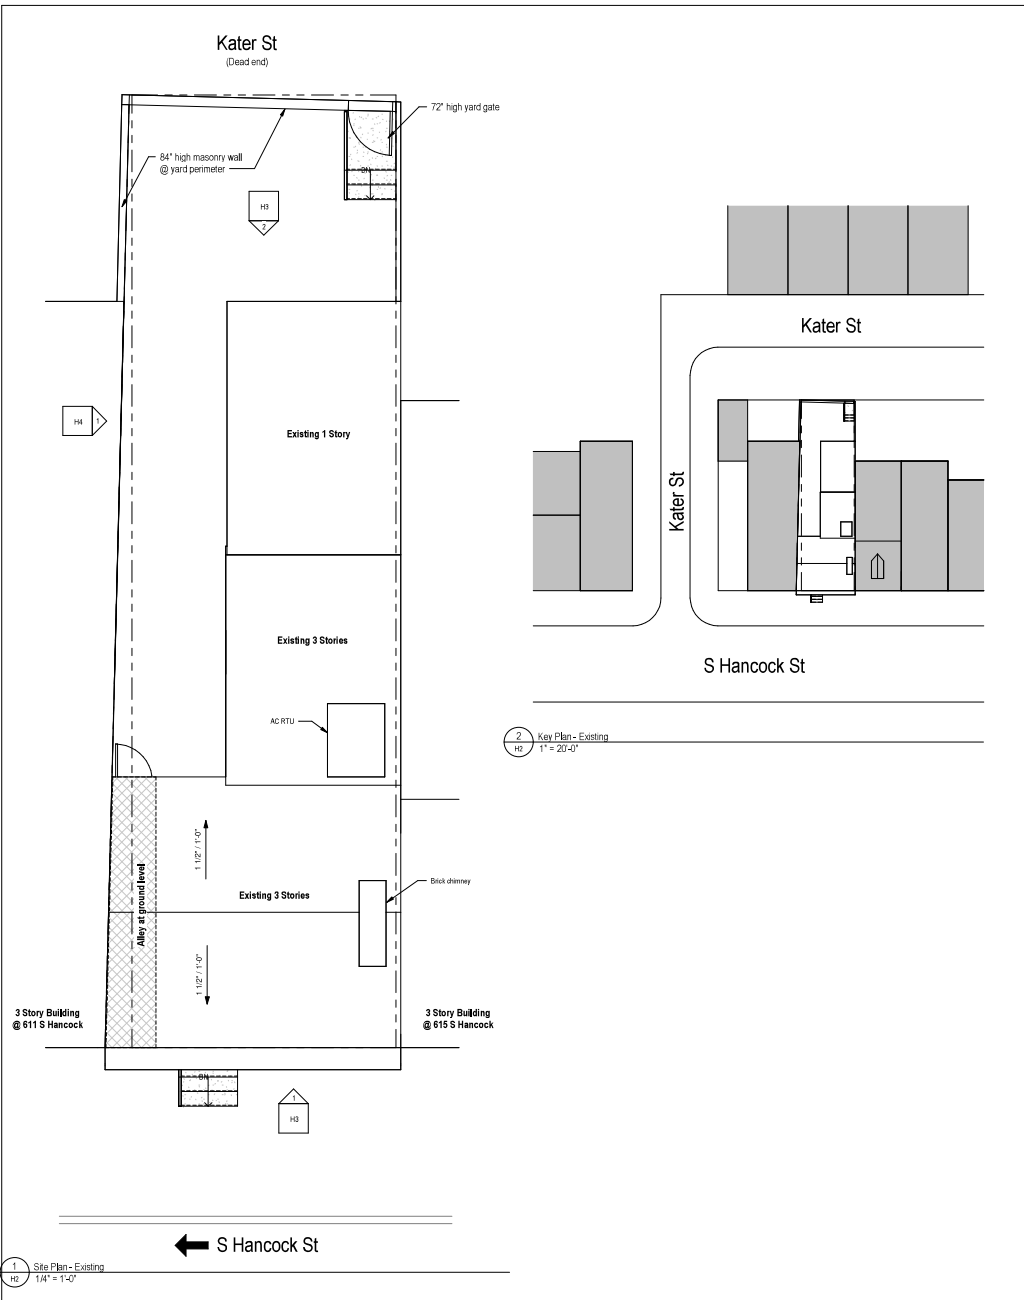 Kater St
(Dead end)
72" high yard gate
84" high masonry wall
@ yard perimeter
DN
H3
2
H4
1
Existing 1 Story
Existing 3 Stories
AC RTU
1 1/2" / 1'-0"
Brick chimney
Existing 3 Stories
Alley at ground level
1 1/2" / 1'-0"
3 Story Building
@ 611 S Hancock
3 Story Building
@ 615 S Hancock
DN
1
H3
S Hancock St
1
H2
Site Plan - Existing
1/4" = 1'-0"
Kater St
Kater St
S Hancock St
2
H2
Key Plan - Existing
1" = 20'-0"